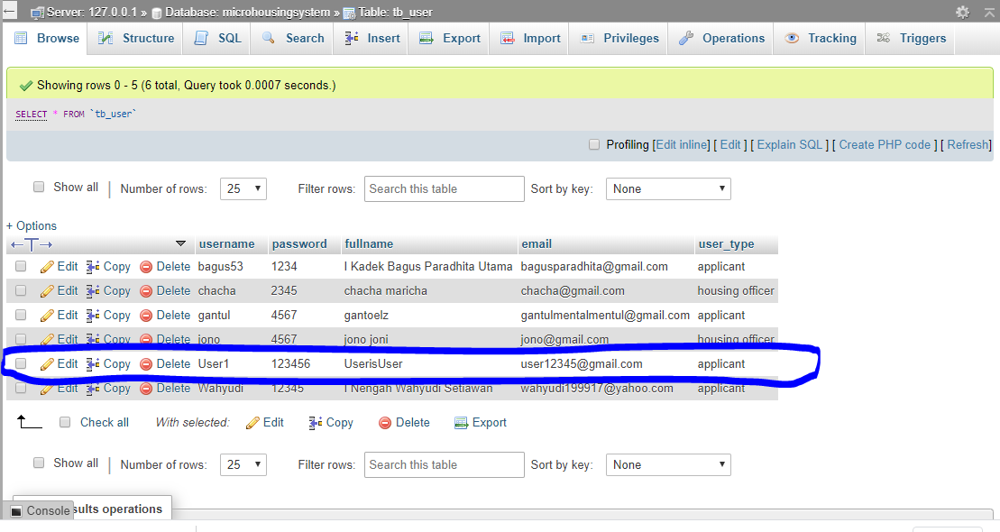 Server: 127.0.0.1 » Database: microhousingsystem » Table: tb_user
Browse Structure SQL Search Insert Export Import Privileges Operations Tracking Triggers
Showing rows 0 - 5 (6 total, Query took 0.0007 seconds.)
SELECT * FROM `tb_user`
Profiling [Edit inline] [ Edit ] [ Explain SQL ] [ Create PHP code ] [ Refresh]
Show all | Number of rows: 25 Filter rows: Search this table Sort by key: None
+ Options
←T→ username password fullname email user_type
Edit Copy Delete bagus53 1234 I Kadek Bagus Paradhita Utama bagusparadhita@gmail.com applicant
Edit Copy Delete chacha 2345 chacha maricha chacha@gmail.com housing officer
Edit Copy Delete gantul 4567 gantoelz gantulmentalmentul@gmail.com applicant
Edit Copy Delete jono 4567 jono joni jono@gmail.com housing officer
Edit Copy Delete User1 123456 UserisUser user12345@gmail.com applicant
Edit Copy Delete Wahyudi 12345 I Nengah Wahyudi Setiawan wahyudi199917@yahoo.com applicant
Check all With selected: Edit Copy Delete Export
Show all | Number of rows: 25 Filter rows: Search this table Sort by key: None
Console sults operations